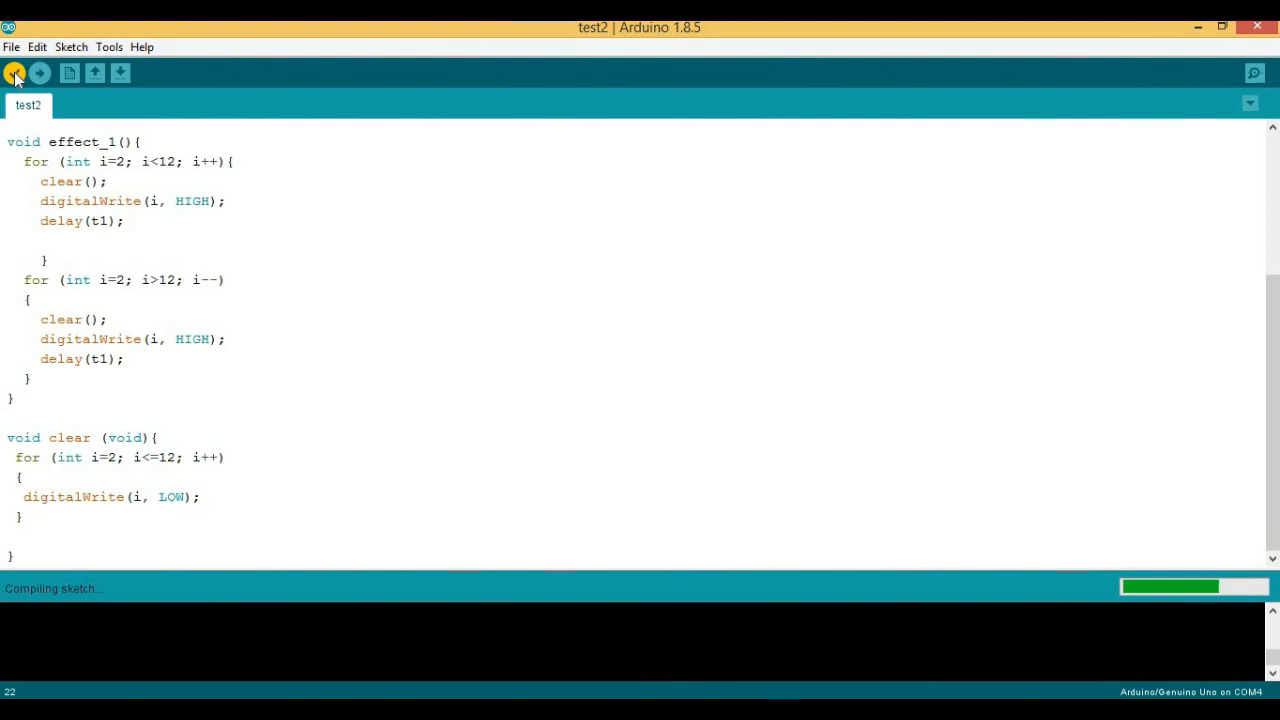 test2 | Arduino 1.8.5
File Edit Sketch Tools Help
test2
void effect_1(){
for (int i=2; i<12; i++){
clear();
digitalWrite(i, HIGH);
delay(t1);
}
for (int i=2; i>12; i--)
{
clear();
digitalWrite(i, HIGH);
delay(t1);
}
}
void clear (void){
for (int i=2; i<=12; i++)
{
digitalWrite(i, LOW);
}
}
Compiling sketch...
22
Arduino/Genuino Uno on COM4